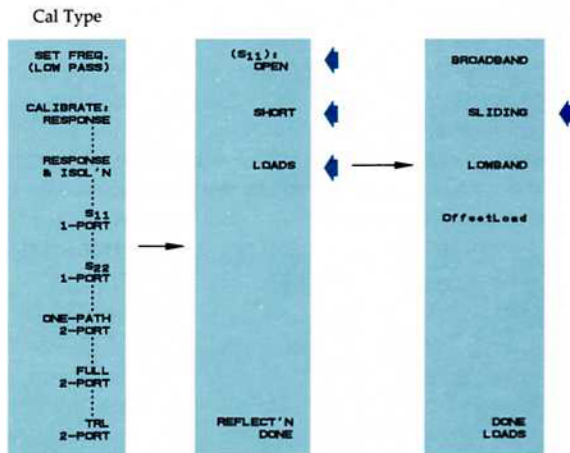 Cal Type
SET FREQ.
(LOW PASS)
CALIBRATE:
RESPONSE
RESPONSE
& ISOL'N
S11
1-PORT
S22
1-PORT
ONE-PATH
2-PORT
FULL
2-PORT
TRL
2-PORT
(S11):
OPEN
SHORT
LOADS
REFLECT'N
DONE
BROADBAND
SLIDING
LOWBAND
OffsetLoad
DONE
LOADS